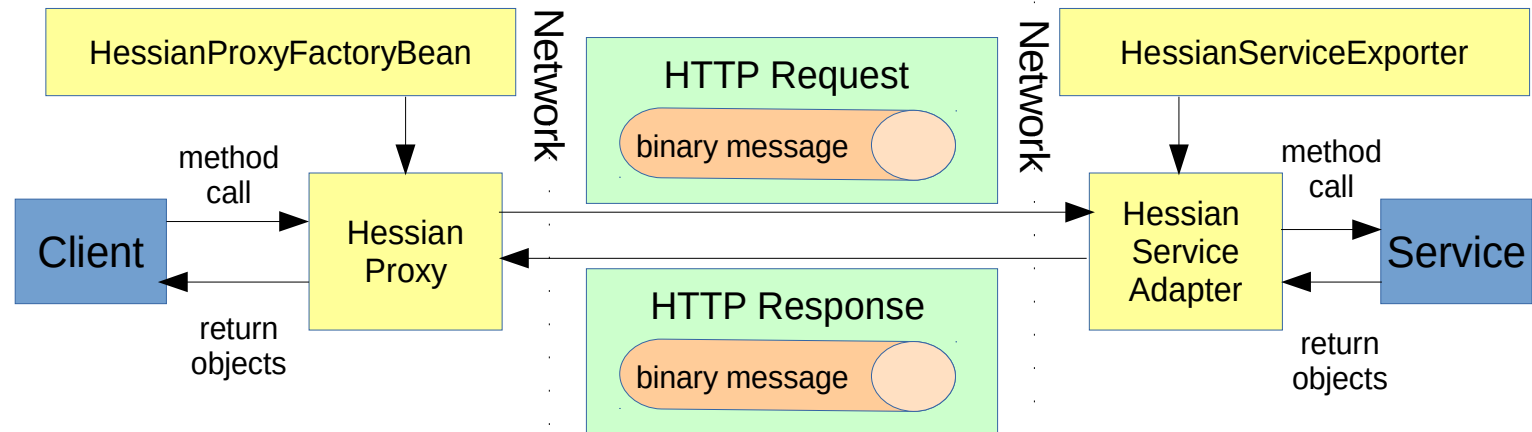 HessianProxyFactoryBean
Network
HTTP Request
binary message
Network
HessianServiceExporter
method
call
method
call
Client
Hessian
Proxy
Hessian
Service
Adapter
Service
return
objects
HTTP Response
binary message
return
objects